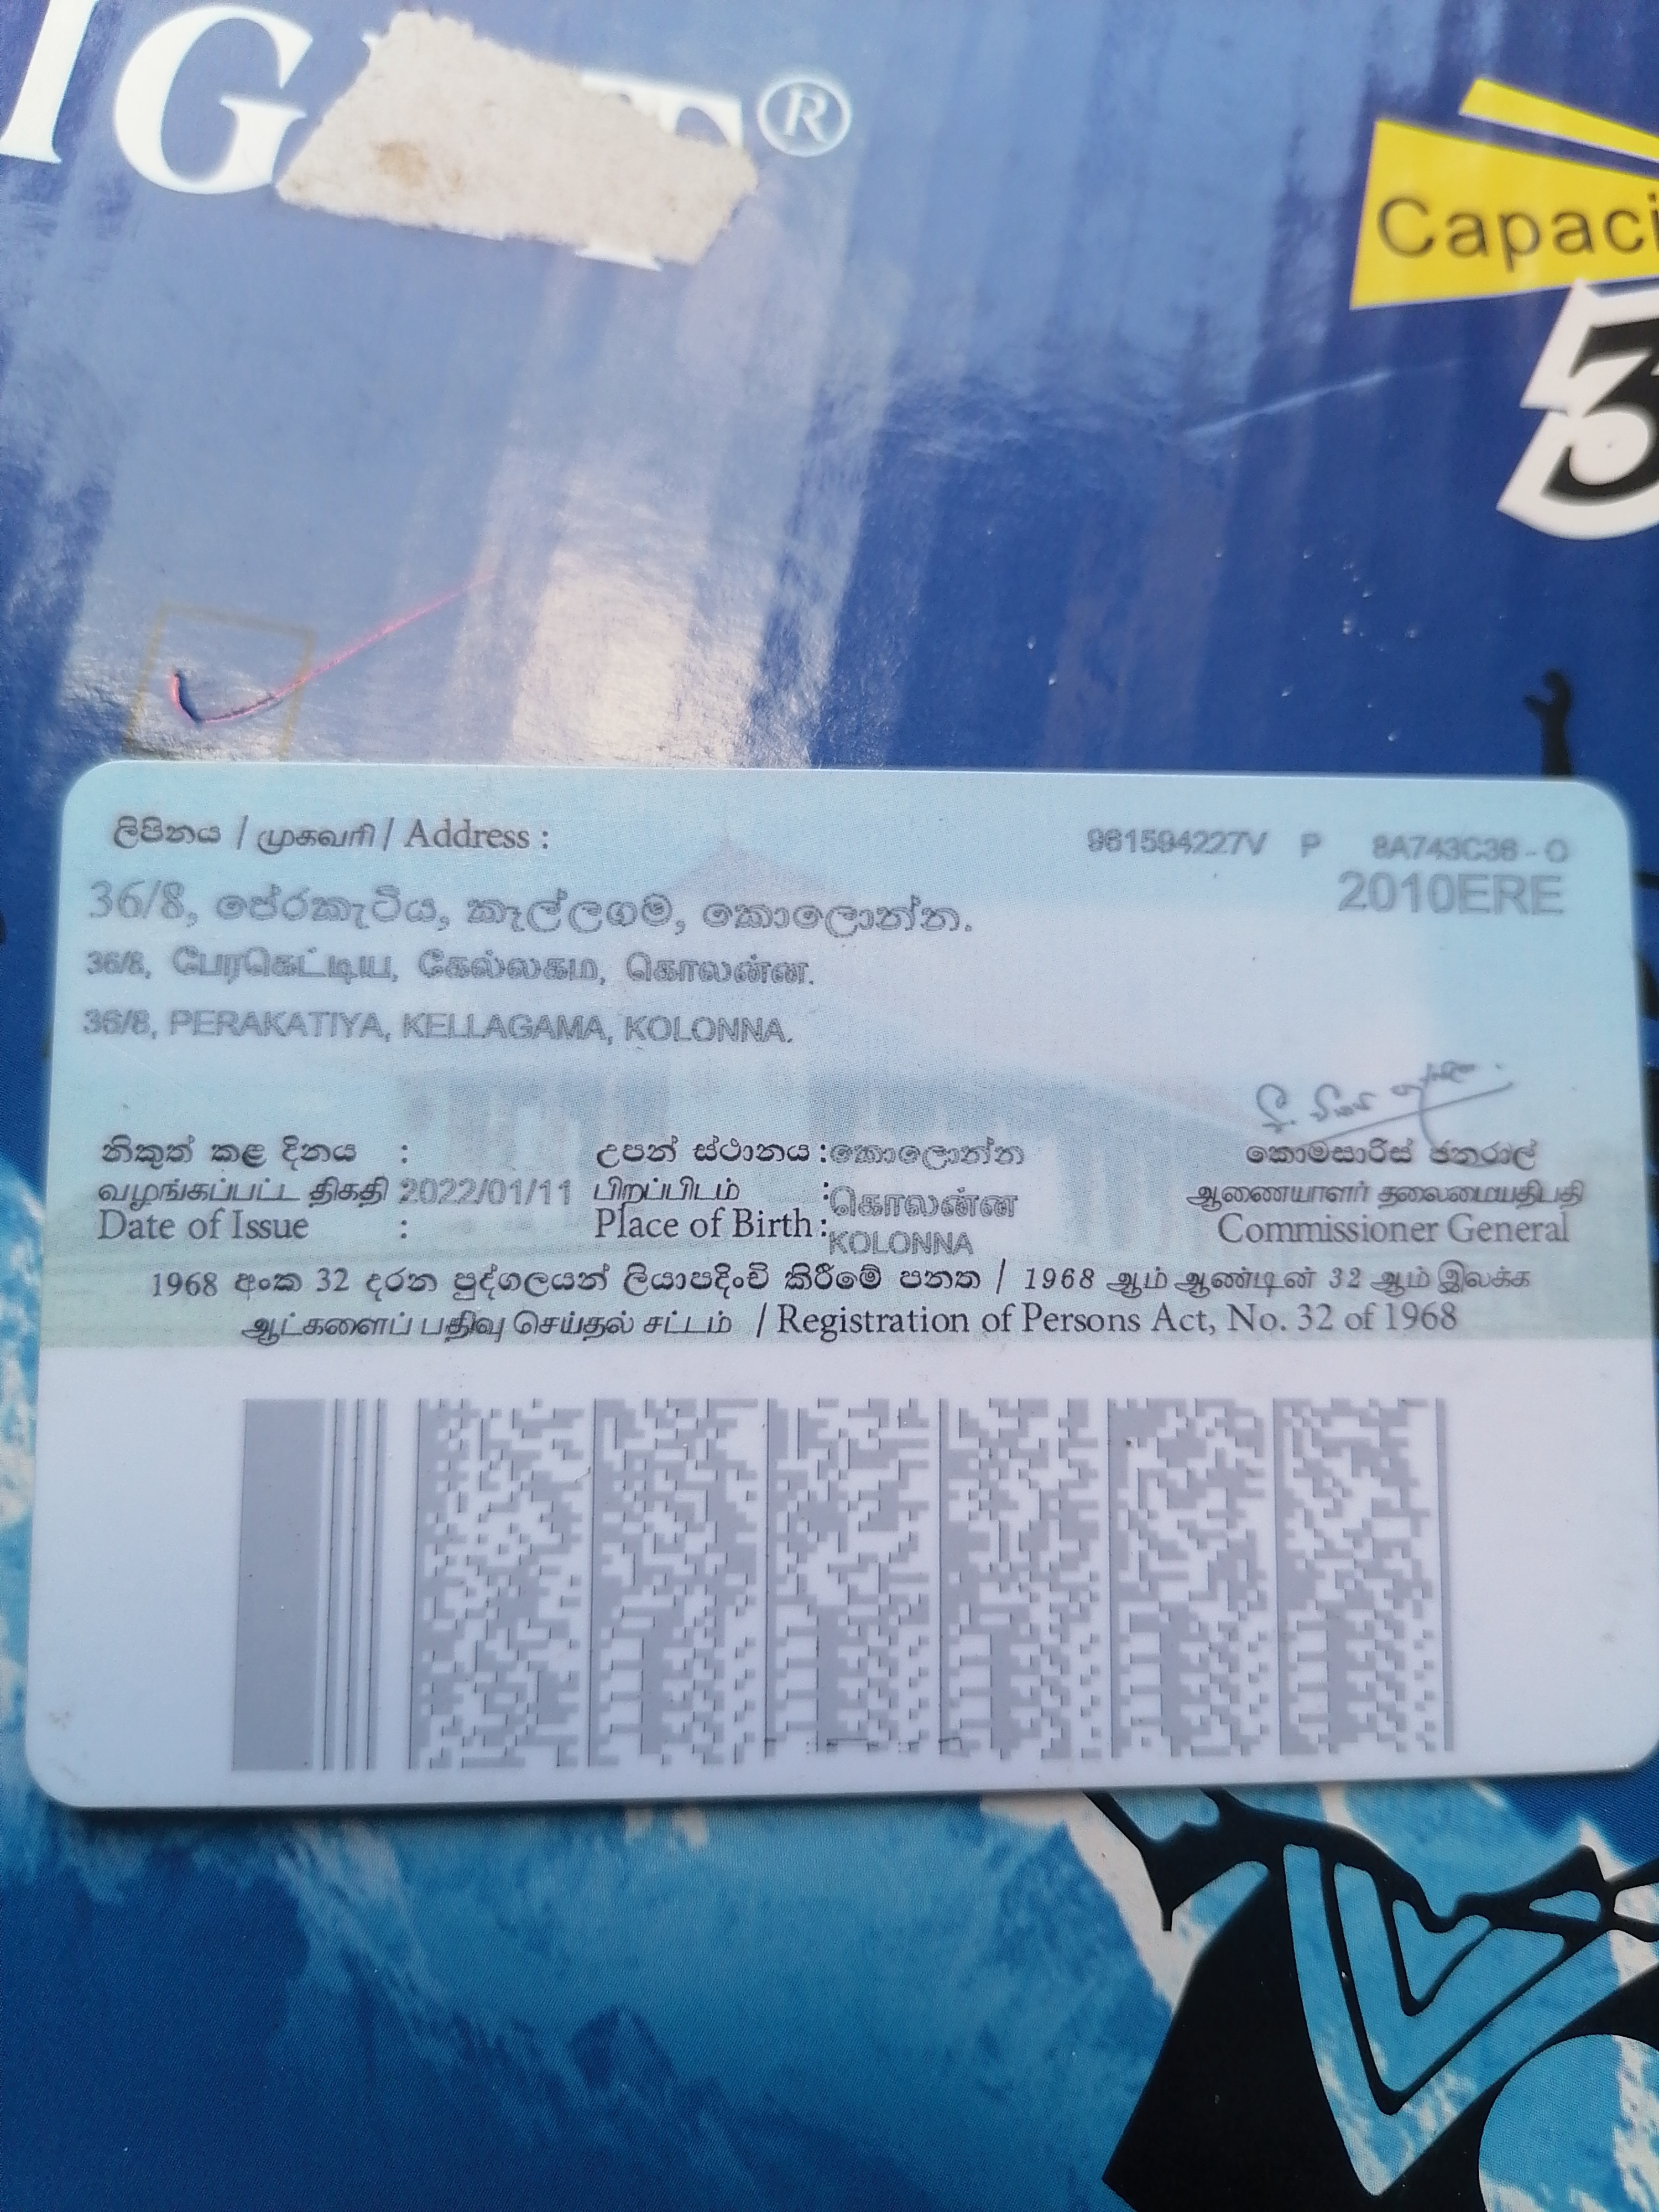 ®
Capaci
3
ලිපිනය / முகவரி / Address :
961594227V P 8A743C36 - O
2010ERE
36/8, පේරකැටිය, කෑල්ලගම, කොලොන්න.
36/8, பேரகெட்டிய, கேல்லகம, கொலன்ன.
36/8, PERAKATIYA, KELLAGAMA, KOLONNA.
නිකුත් කළ දිනය :
வழங்கப்பட்ட திகதி 2022/01/11
Date of Issue :
උපන් ස්ථානය : කොලොන්න
பிறப்பிடம் : கொலன்ன
Place of Birth : KOLONNA
කොමසාරිස් ජනරාල්
ஆணையாளர் தலைமையதிபதி
Commissioner General
1968 අංක 32 දරන පුද්ගලයන් ලියාපදිංචි කිරීමේ පනත / 1968 ஆம் ஆண்டின் 32 ஆம் இலக்க
ஆட்களைப் பதிவு செய்தல் சட்டம் / Registration of Persons Act, No. 32 of 1968